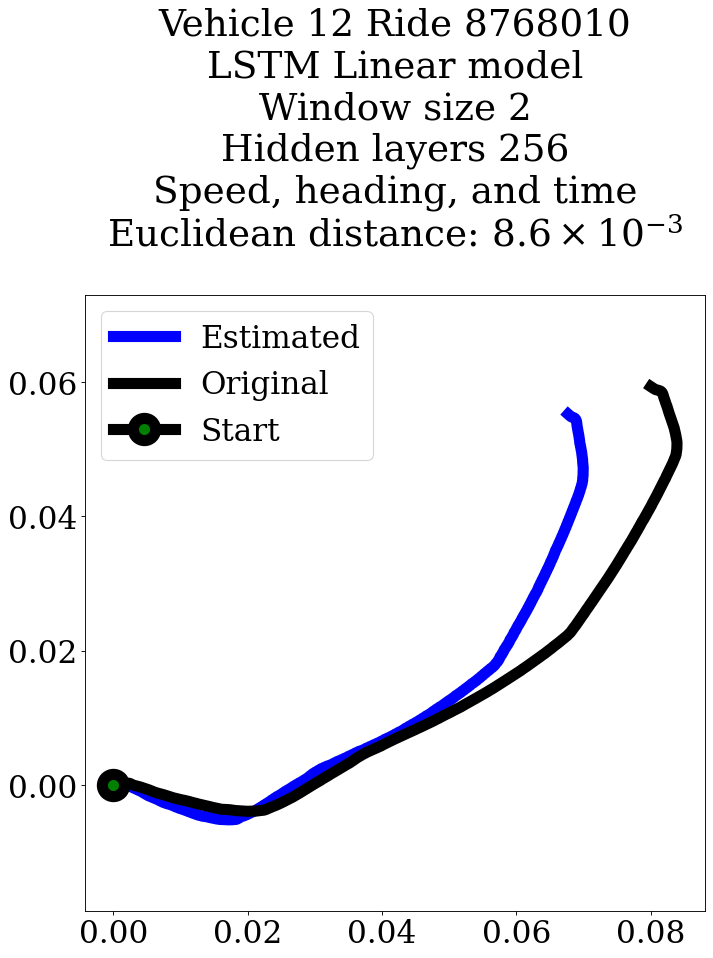 Vehicle 12 Ride 8768010
LSTM Linear model
Window size 2
Hidden layers 256
Speed, heading, and time
Euclidean distance: 8.6 × 10⁻³
Estimated
Original
Start
0.06
0.04
0.02
0.00
0.00 0.02 0.04 0.06 0.08